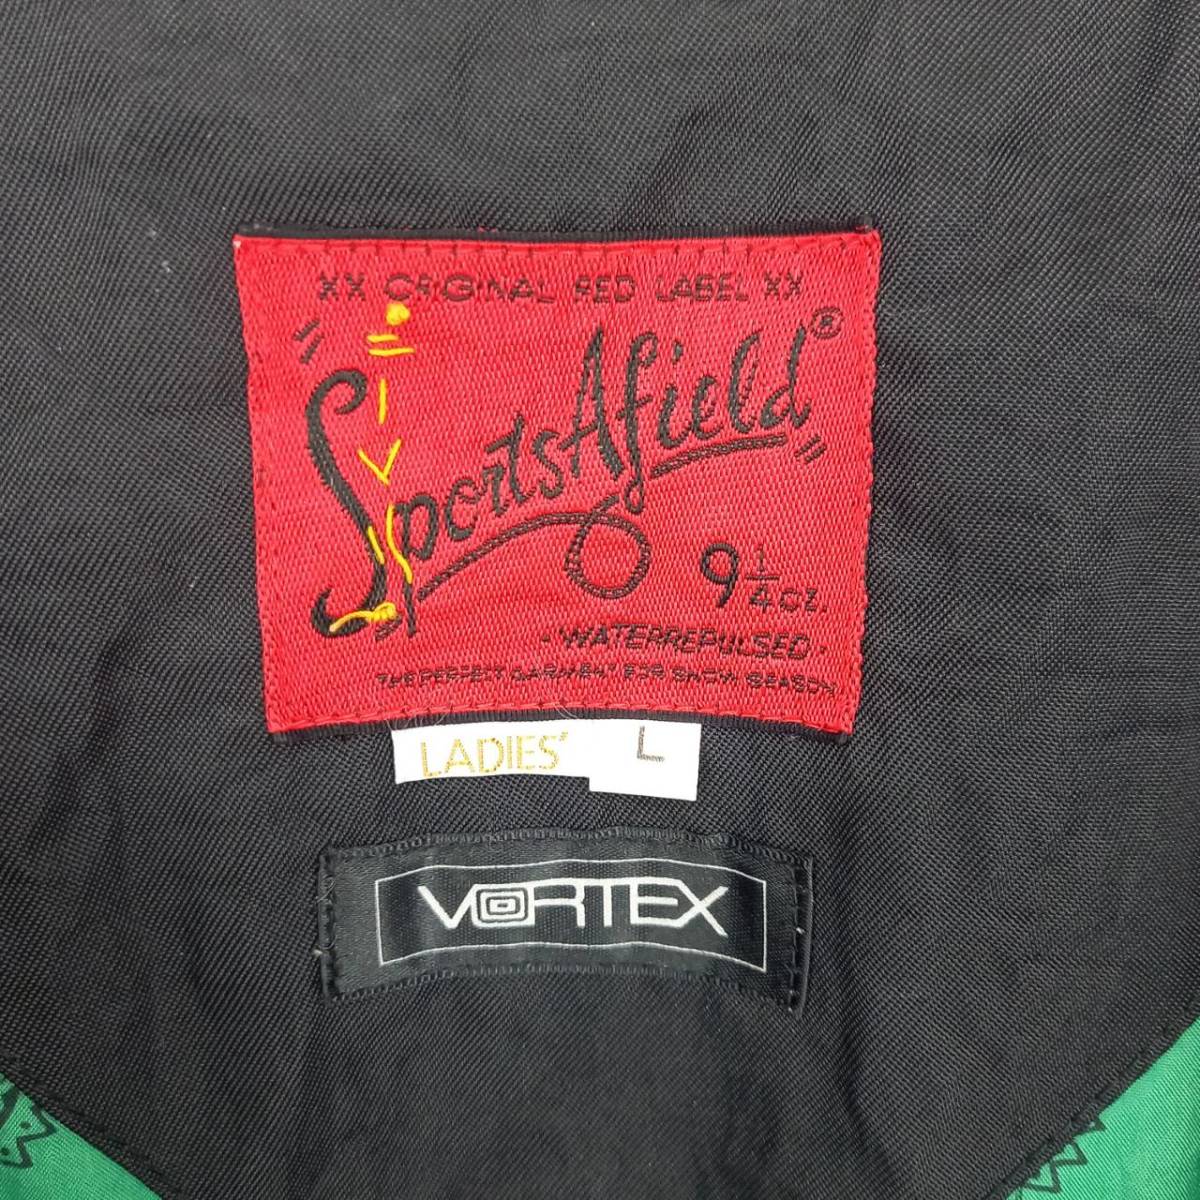 XX ORIGINAL RED LABEL XX
SportsAfield®
9 1/4 oz.
· WATERREPULSED ·
THE PERFECT GARMENT FOR SNOW SEASON
LADIES' L
VORTEX